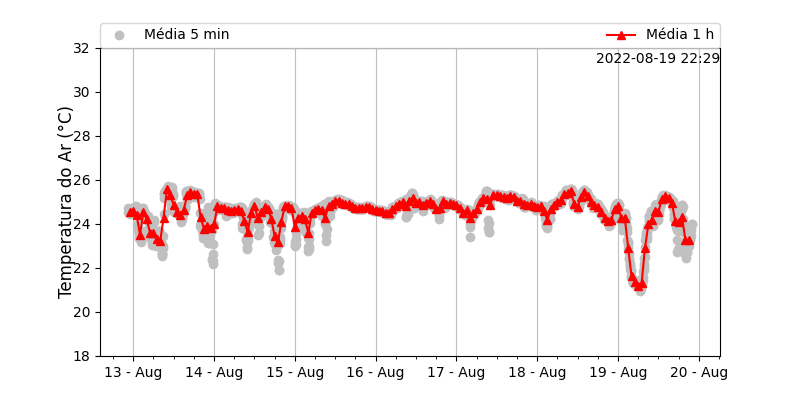 Média 5 min
Média 1 h
2022-08-19 22:29
Temperatura do Ar (°C)
32
30
28
26
24
22
20
18
13 - Aug
14 - Aug
15 - Aug
16 - Aug
17 - Aug
18 - Aug
19 - Aug
20 - Aug